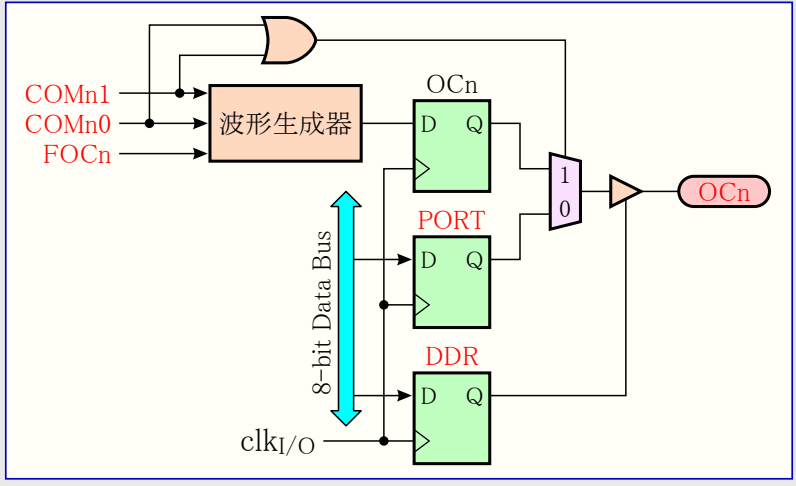 COMn1
COMn0
FOCn
波形生成器
OCn
D Q
1
0
OCn
PORT
D Q
8-bit Data Bus
DDR
D Q
clkI/O